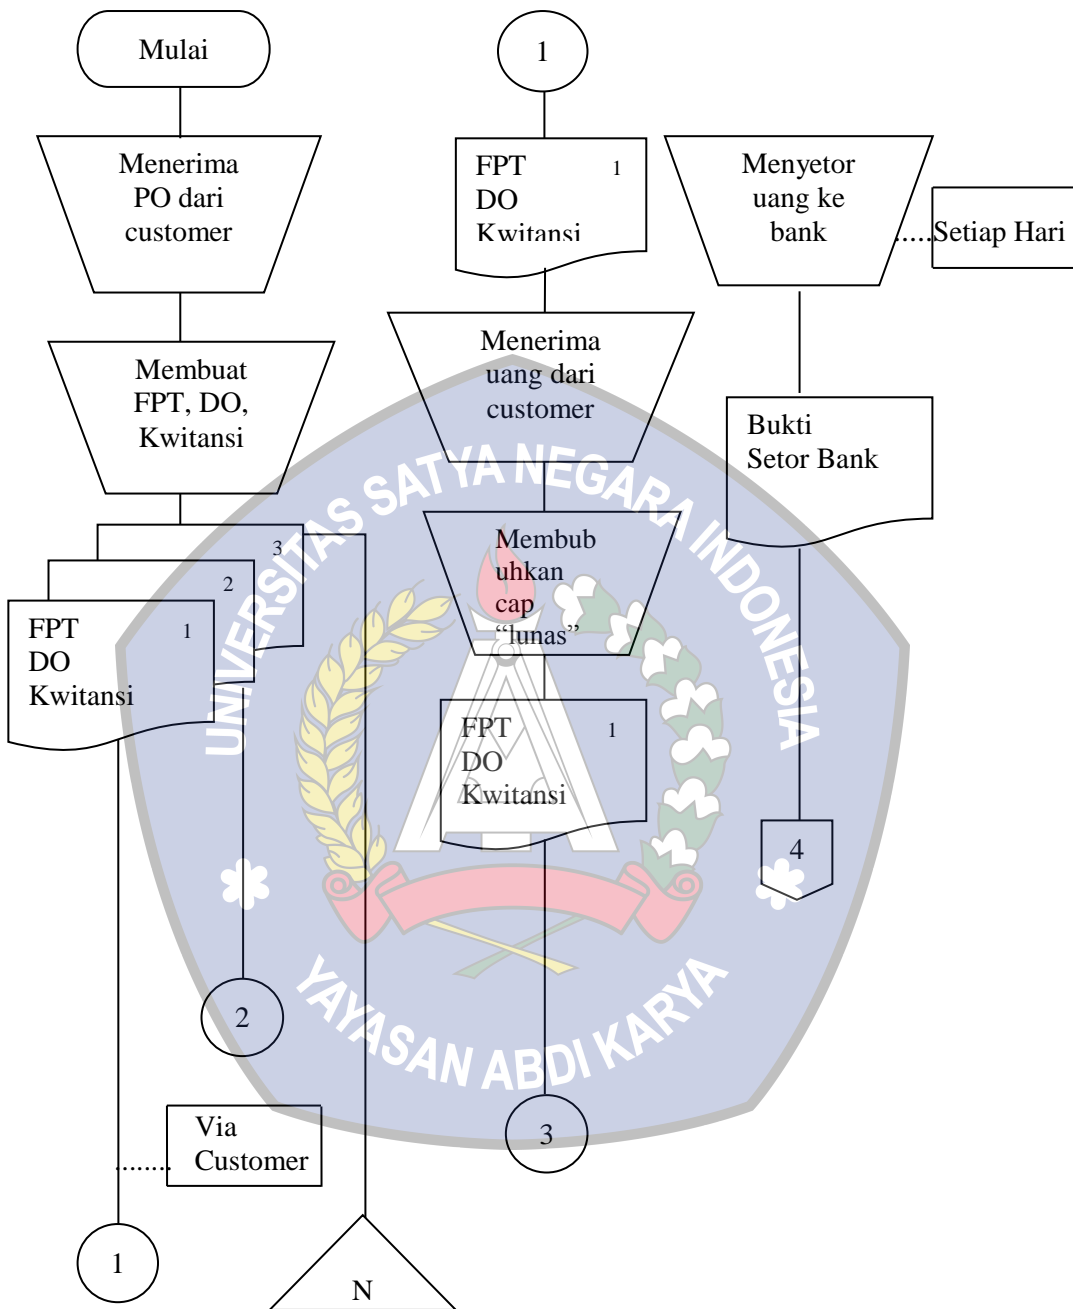 Mulai
Menerima
PO dari
customer
Membuat
FPT, DO,
Kwitansi
3
2
1
FPT
DO
Kwitansi
2
Via
Customer
........
1
N
1
FPT 1
DO
Kwitansi
Menerima
uang dari
customer
Membub
uhkan
cap
“lunas”
FPT 1
DO
Kwitansi
3
Menyetor
uang ke
bank
.....Setiap Hari
Bukti
Setor Bank
4
UNIVERSITAS SATYA NEGARA INDONESIA
YAYASAN ABDI KARYA